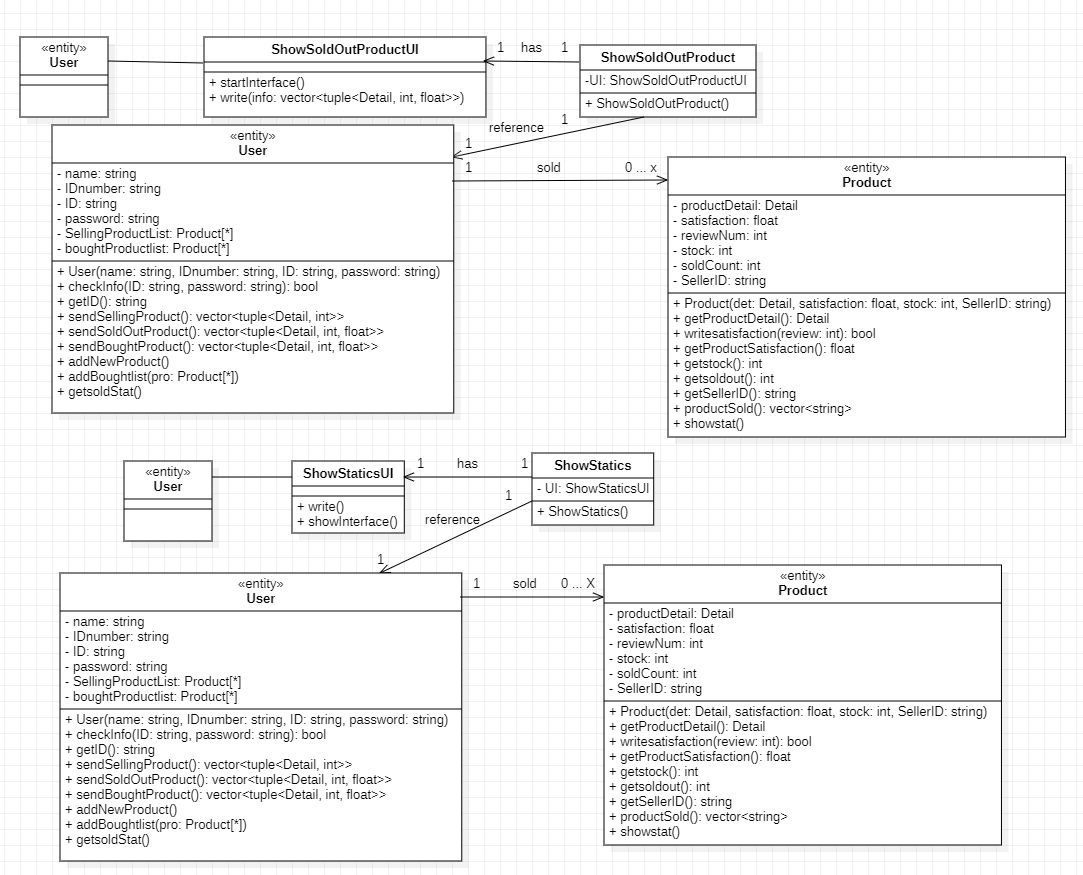 «entity»
User
ShowSoldOutProductUI
+ startInterface()
+ write(info: vector<tuple<Detail, int, float>>)
1 has 1
ShowSoldOutProduct
-UI: ShowSoldOutProductUI
+ ShowSoldOutProduct()
reference 1
1
«entity»
User
- name: string
- IDnumber: string
- ID: string
- password: string
- SellingProductList: Product[*]
- boughtProductlist: Product[*]
+ User(name: string, IDnumber: string, ID: string, password: string)
+ checkInfo(ID: string, password: string): bool
+ getID(): string
+ sendSellingProduct(): vector<tuple<Detail, int>>
+ sendSoldOutProduct(): vector<tuple<Detail, int, float>>
+ sendBoughtProduct(): vector<tuple<Detail, int, float>>
+ addNewProduct()
+ addBoughtlist(pro: Product[*])
+ getsoldStat()
1 sold 0 ... x
«entity»
Product
- productDetail: Detail
- satisfaction: float
- reviewNum: int
- stock: int
- soldCount: int
- SellerID: string
+ Product(det: Detail, satisfaction: float, stock: int, SellerID: string)
+ getProductDetail(): Detail
+ writesatisfaction(review: int): bool
+ getProductSatisfaction(): float
+ getstock(): int
+ getsoldout(): int
+ getSellerID(): string
+ productSold(): vector<string>
+ showstat()
«entity»
User
ShowStaticsUI
+ write()
+ showInterface()
1 has 1
ShowStatics
- UI: ShowStaticsUI
+ ShowStatics()
1
reference
1
«entity»
User
- name: string
- IDnumber: string
- ID: string
- password: string
- SellingProductList: Product[*]
- boughtProductlist: Product[*]
+ User(name: string, IDnumber: string, ID: string, password: string)
+ checkInfo(ID: string, password: string): bool
+ getID(): string
+ sendSellingProduct(): vector<tuple<Detail, int>>
+ sendSoldOutProduct(): vector<tuple<Detail, int, float>>
+ sendBoughtProduct(): vector<tuple<Detail, int, float>>
+ addNewProduct()
+ addBoughtlist(pro: Product[*])
+ getsoldStat()
1 sold 0 ... X
«entity»
Product
- productDetail: Detail
- satisfaction: float
- reviewNum: int
- stock: int
- soldCount: int
- SellerID: string
+ Product(det: Detail, satisfaction: float, stock: int, SellerID: string)
+ getProductDetail(): Detail
+ writesatisfaction(review: int): bool
+ getProductSatisfaction(): float
+ getstock(): int
+ getsoldout(): int
+ getSellerID(): string
+ productSold(): vector<string>
+ showstat()